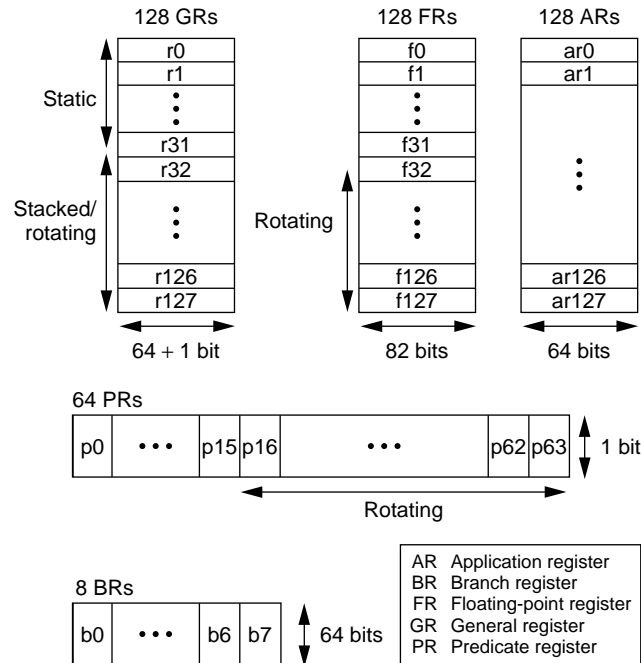 128 GRs
r0
r1
•••
r31
r32
•••
r126
r127
Static
Stacked/
rotating
64 + 1 bit
128 FRs
f0
f1
•••
f31
f32
•••
f126
f127
Rotating
82 bits
128 ARs
ar0
ar1
•••
ar126
ar127
64 bits
64 PRs
p0 ••• p15 p16 ••• p62 p63
1 bit
Rotating
8 BRs
b0 ••• b6 b7
64 bits
AR Application register
BR Branch register
FR Floating-point register
GR General register
PR Predicate register